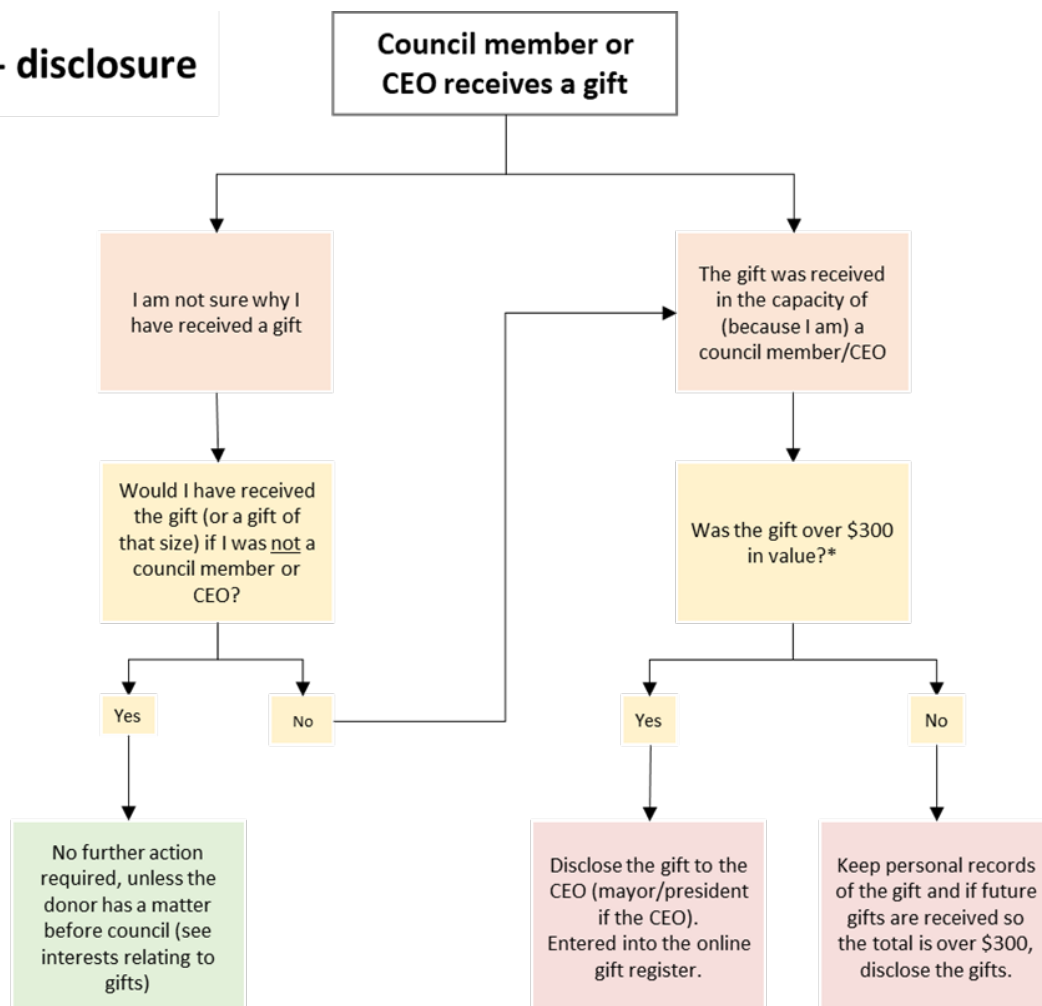 - disclosure
Council member or
CEO receives a gift
I am not sure why I
have received a gift
The gift was received
in the capacity of
(because I am) a
council member/CEO
Would I have received
the gift (or a gift of
that size) if I was not a
council member or
CEO?
Was the gift over $300
in value?*
Yes
No
Yes
No
No further action
required, unless the
donor has a matter
before council (see
interests relating to
gifts)
Disclose the gift to the
CEO (mayor/president
if the CEO).
Entered into the online
gift register.
Keep personal records
of the gift and if future
gifts are received so
the total is over $300,
disclose the gifts.